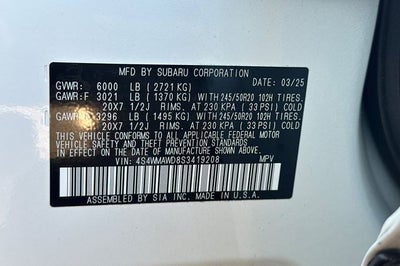 MFD BY SUBARU CORPORATION DATE: 03/25
GVWR: 6000 LB (2721 KG)
GAWR:F 3021 LB (1370 KG) WITH 245/50R20 102H TIRES,
20X7 1/2J RIMS, AT 230 KPA (33 PSI) COLD
GAWR:R 3296 LB (1495 KG) WITH 245/50R20 102H TIRES,
20X7 1/2J RIMS, AT 230 KPA (33 PSI) COLD
THIS VEHICLE CONFORMS TO ALL APPLICABLE FEDERAL MOTOR
VEHICLE SAFETY AND THEFT PREVENTION STANDARDS
IN EFFECT ON THE DATE OF MANUFACTURE SHOWN ABOVE.
VIN: 4S4WMAWD8S3419208 MPV
ASSEMBLED BY SIA INC. MADE IN U.S.A.